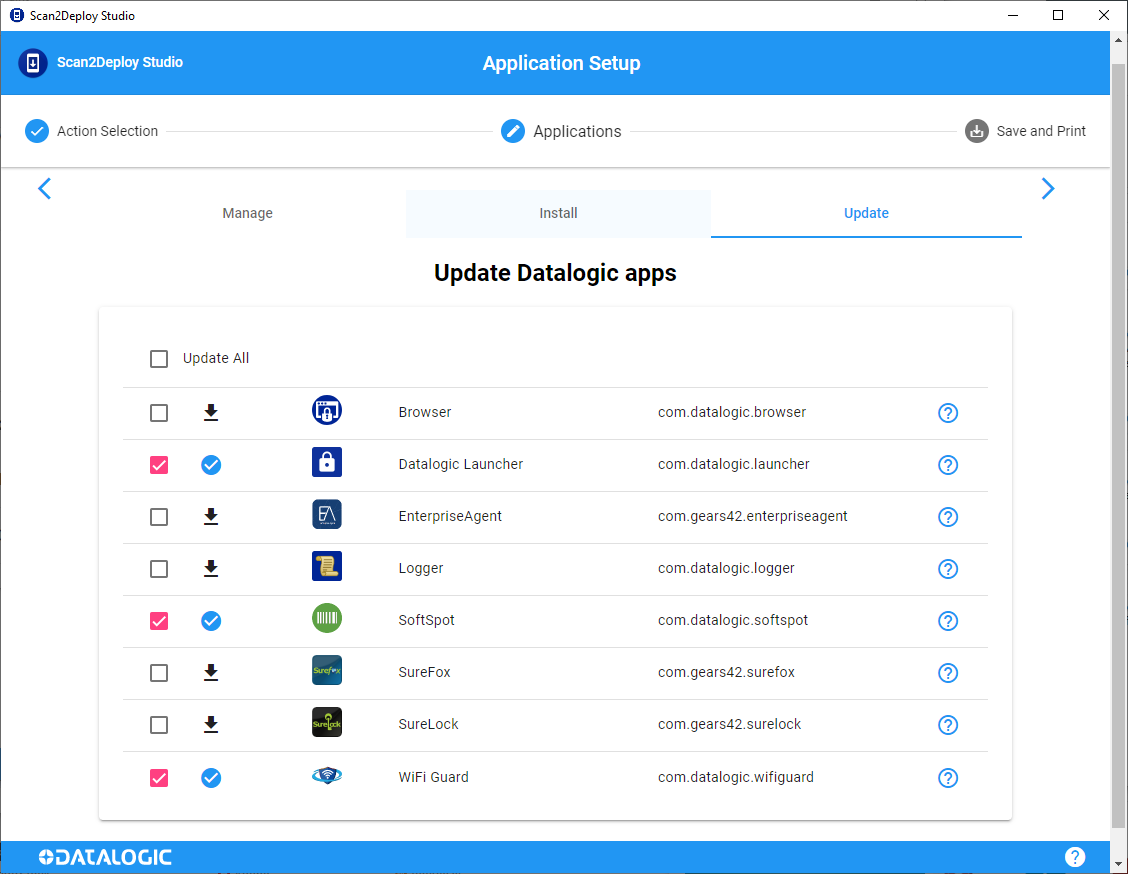 Scan2Deploy Studio
Scan2Deploy Studio
Application Setup
Action Selection
Applications
Save and Print
Manage
Install
Update
Update Datalogic apps
Update All
Browser com.datalogic.browser
Datalogic Launcher com.datalogic.launcher
EnterpriseAgent com.gears42.enterpriseagent
Logger com.datalogic.logger
SoftSpot com.datalogic.softspot
SureFox SureFox com.gears42.surefox
SureLock SureLock com.gears42.surelock
WiFi Guard com.datalogic.wifiguard
DATALOGIC